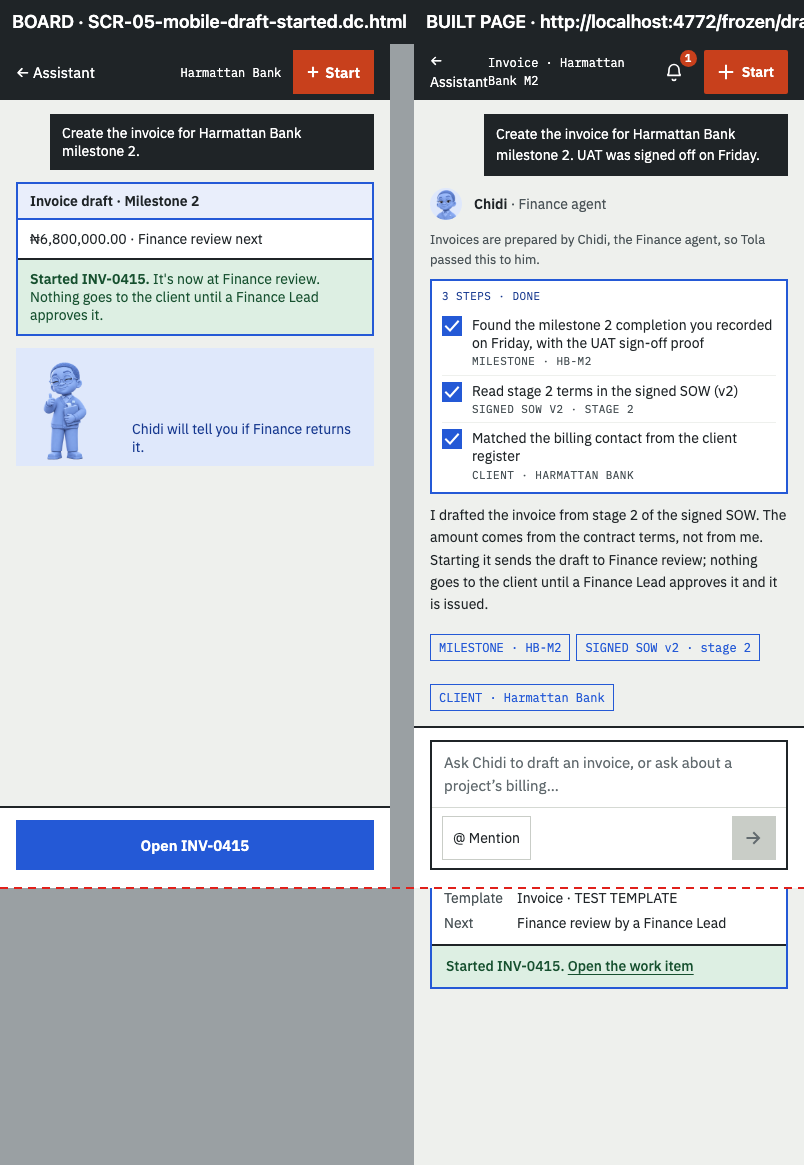 BOARD · SCR-05-mobile-draft-started.dc.html
← Assistant
Harmattan Bank
+ Start
Create the invoice for Harmattan Bank
milestone 2.
Invoice draft · Milestone 2
₦6,800,000.00 · Finance review next
Started INV-0415. It's now at Finance review.
Nothing goes to the client until a Finance Lead
approves it.
Chidi will tell you if Finance returns
it.
Open INV-0415
BUILT PAGE · http://localhost:4772/frozen/dra
←
Assistant
Invoice · Harmattan
Bank M2
1
+ Start
Create the invoice for Harmattan Bank
milestone 2. UAT was signed off on Friday.
Chidi · Finance agent
Invoices are prepared by Chidi, the Finance agent, so Tola
passed this to him.
3 STEPS · DONE
Found the milestone 2 completion you recorded
on Friday, with the UAT sign-off proof
MILESTONE · HB-M2
Read stage 2 terms in the signed SOW (v2)
SIGNED SOW V2 · STAGE 2
Matched the billing contact from the client
register
CLIENT · HARMATTAN BANK
I drafted the invoice from stage 2 of the signed SOW. The
amount comes from the contract terms, not from me.
Starting it sends the draft to Finance review; nothing
goes to the client until a Finance Lead approves it and it
is issued.
MILESTONE · HB-M2
SIGNED SOW v2 · stage 2
CLIENT · Harmattan Bank
Ask Chidi to draft an invoice, or ask about a
project’s billing...
@ Mention
→
Template Invoice · TEST TEMPLATE
Next Finance review by a Finance Lead
Started INV-0415. Open the work item